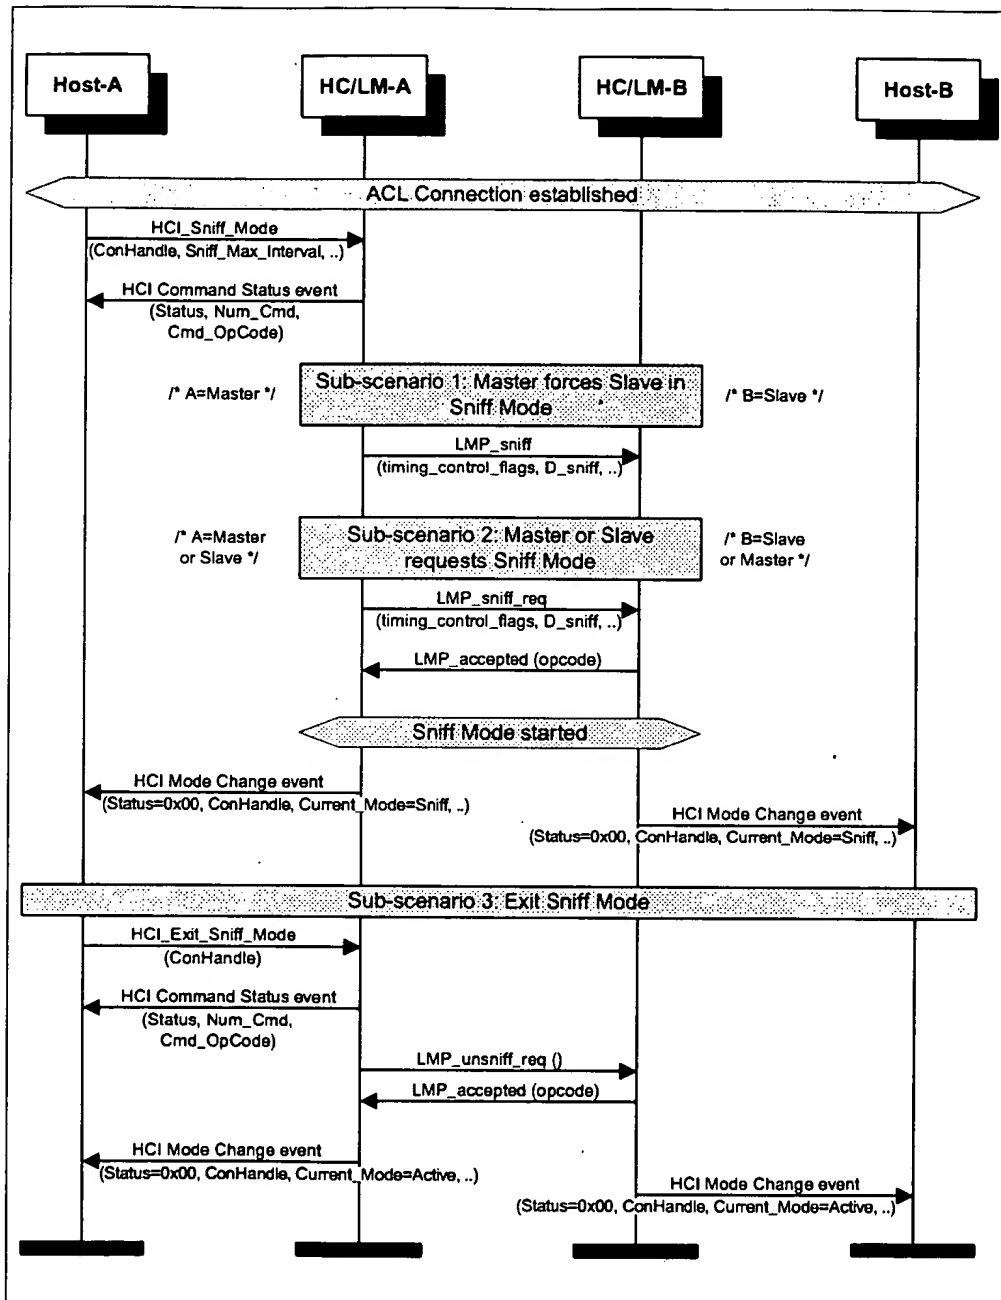 Host-A
HC/LM-A
HC/LM-B
Host-B
ACL Connection established
HCI_Sniff_Mode
(ConHandle, Sniff_Max_Interval, ..)
HCI Command Status event
(Status, Num_Cmd,
Cmd_OpCode)
/* A=Master */
Sub-scenario 1: Master forces Slave in
Sniff Mode
/* B=Slave */
LMP_sniff
(timing_control_flags, D_sniff, ..)
/* A=Master
or Slave */
Sub-scenario 2: Master or Slave
requests Sniff Mode
/* B=Slave
or Master */
LMP_sniff_req
(timing_control_flags, D_sniff, ..)
LMP_accepted (opcode)
Sniff Mode started
HCI Mode Change event
(Status=0x00, ConHandle, Current_Mode=Sniff, ..)
HCI Mode Change event
(Status=0x00, ConHandle, Current_Mode=Sniff, ..)
Sub-scenario 3: Exit Sniff Mode
HCI_Exit_Sniff_Mode
(ConHandle)
HCI Command Status event
(Status, Num_Cmd,
Cmd_OpCode)
LMP_unsniff_req ()
LMP_accepted (opcode)
HCI Mode Change event
(Status=0x00, ConHandle, Current_Mode=Active, ..)
HCI Mode Change event
(Status=0x00, ConHandle, Current_Mode=Active, ..)